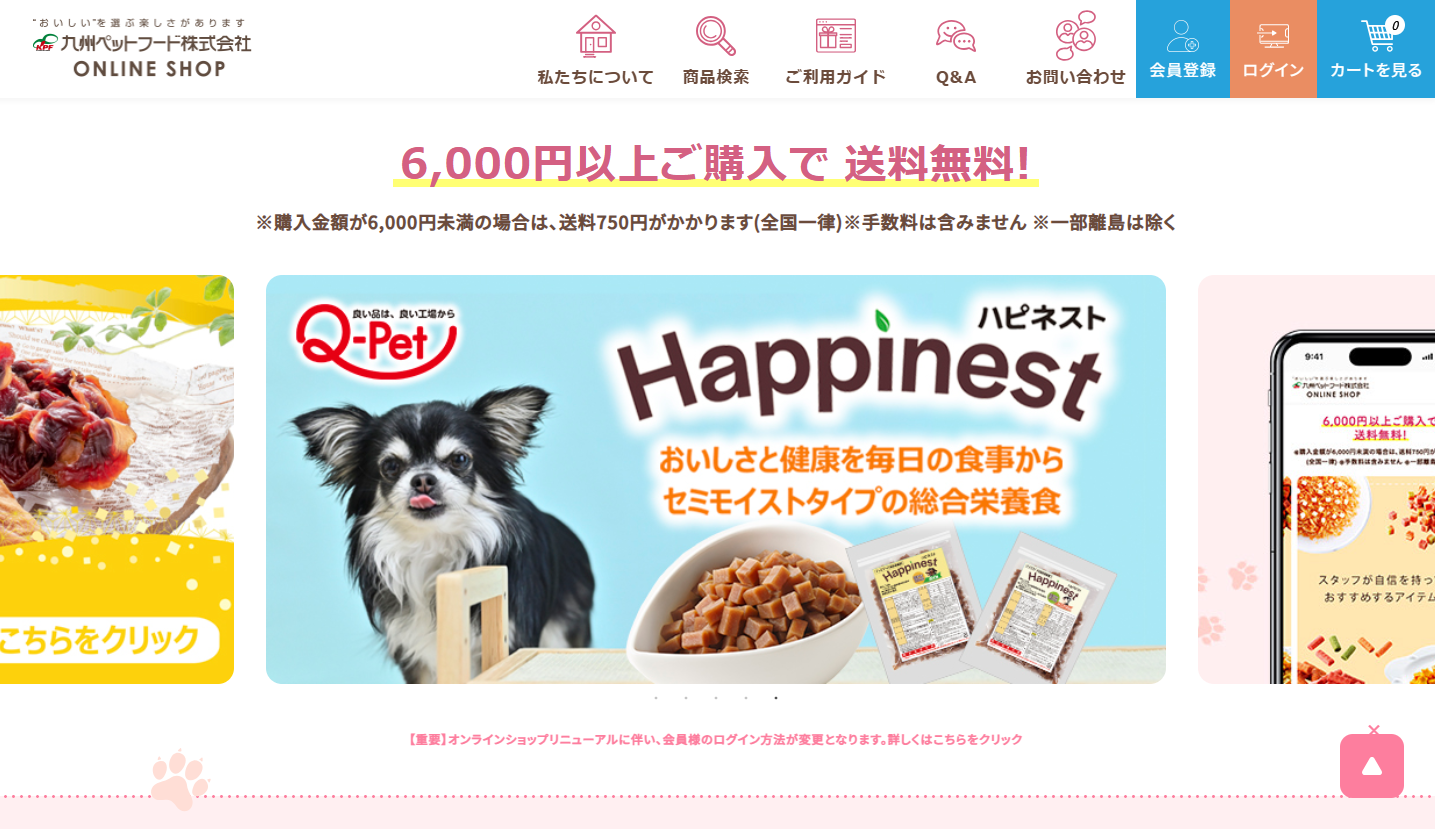 “おいしい”を選ぶ楽しさがあります
KPF 九州ペットフード株式会社
ONLINE SHOP
私たちについて
商品検索
ご利用ガイド
Q&A
お問い合わせ
会員登録
ログイン
0
カートを見る
6,000円以上ご購入で 送料無料!
※購入金額が6,000円未満の場合は、送料750円がかかります(全国一律)※手数料は含みません ※一部離島は除く
こちらをクリック
良い品は、良い工場から
Q-Pet
ハピネスト
Happinest
おいしさと健康を毎日の食事から
セミモイストタイプの総合栄養食
Happinest
Happinest
9:41
九州ペットフード株式会社
ONLINE SHOP
6,000円以上ご購入で
送料無料!
※購入金額が6,000円未満の場合は、送料750円が
(全国一律)※手数料は含みません ※一部離島
スタッフが自信を持っ
おすすめするアイテム
【重要】オンラインショップリニューアルに伴い、会員様のログイン方法が変更となります。詳しくはこちらをクリック